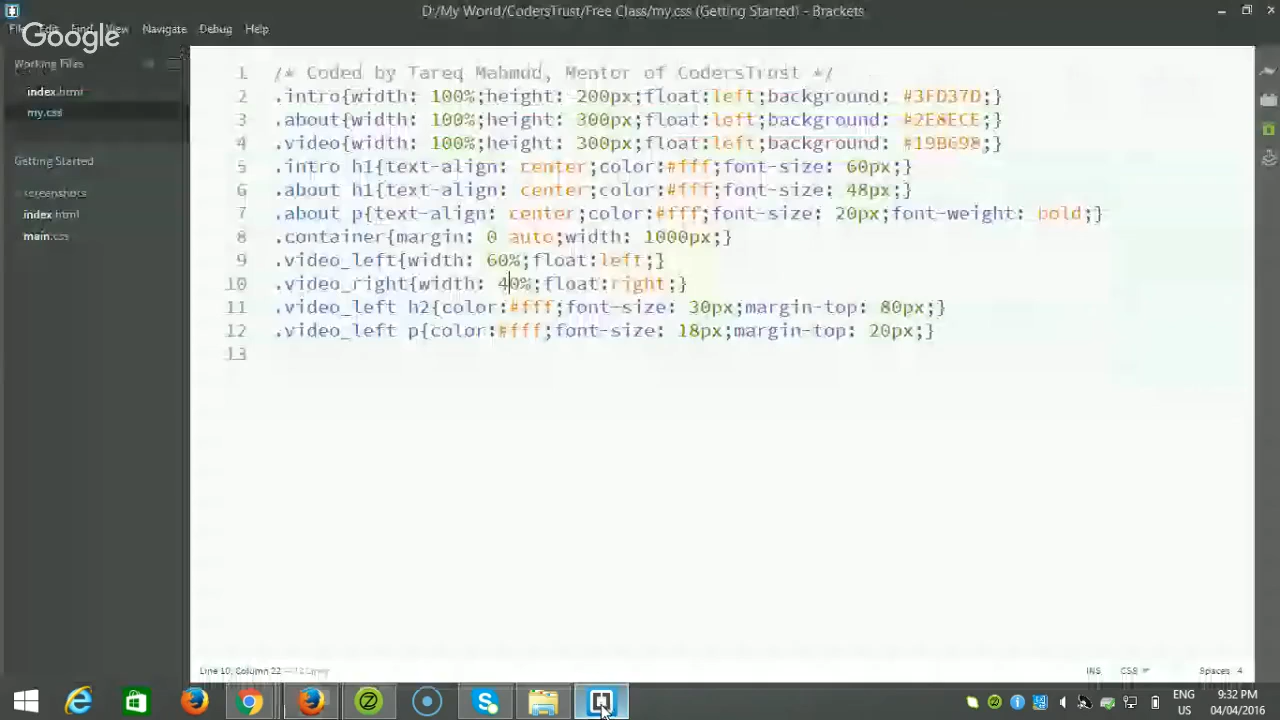 D:/My World/CodersTrust/Free Class/my.css (Getting Started) - Brackets
File Edit Find View Navigate Debug Help
Google
Working Files
index.html
my.css
Getting Started
screenshots
index.html
main.css
1 /* Coded by Tareq Mahmud, Mentor of CodersTrust */
2 .intro{width: 100%;height: 200px;float:left;background: #3FD37D;}
3 .about{width: 100%;height: 300px;float:left;background: #2E8ECE;}
4 .video{width: 100%;height: 300px;float:left;background: #19B698;}
5 .intro h1{text-align: center;color:#fff;font-size: 60px;}
6 .about h1{text-align: center;color:#fff;font-size: 48px;}
7 .about p{text-align: center;color:#fff;font-size: 20px;font-weight: bold;}
8 .container{margin: 0 auto;width: 1000px;}
9 .video_left{width: 60%;float:left;}
10 .video_right{width: 40%;float:right;}
11 .video_left h2{color:#fff;font-size: 30px;margin-top: 80px;}
12 .video_left p{color:#fff;font-size: 18px;margin-top: 20px;}
13
Line 10, Column 22
INS CSS Spaces: 4
ENG 9:32 PM
US 04/04/2016